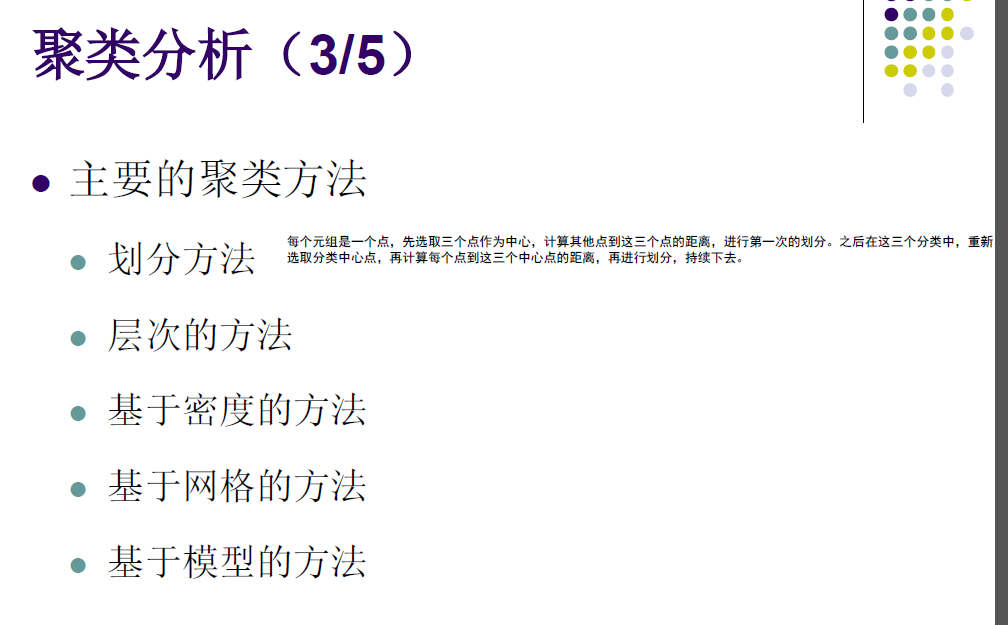 聚类分析（3/5）
主要的聚类方法
划分方法
每个元组是一个点，先选取三个点作为中心，计算其他点到这三个点的距离，进行第一次的划分。之后在这三个分类中，重新
选取分类中心点，再计算每个点到这三个中心点的距离，再进行划分，持续下去。
层次的方法
基于密度的方法
基于网格的方法
基于模型的方法